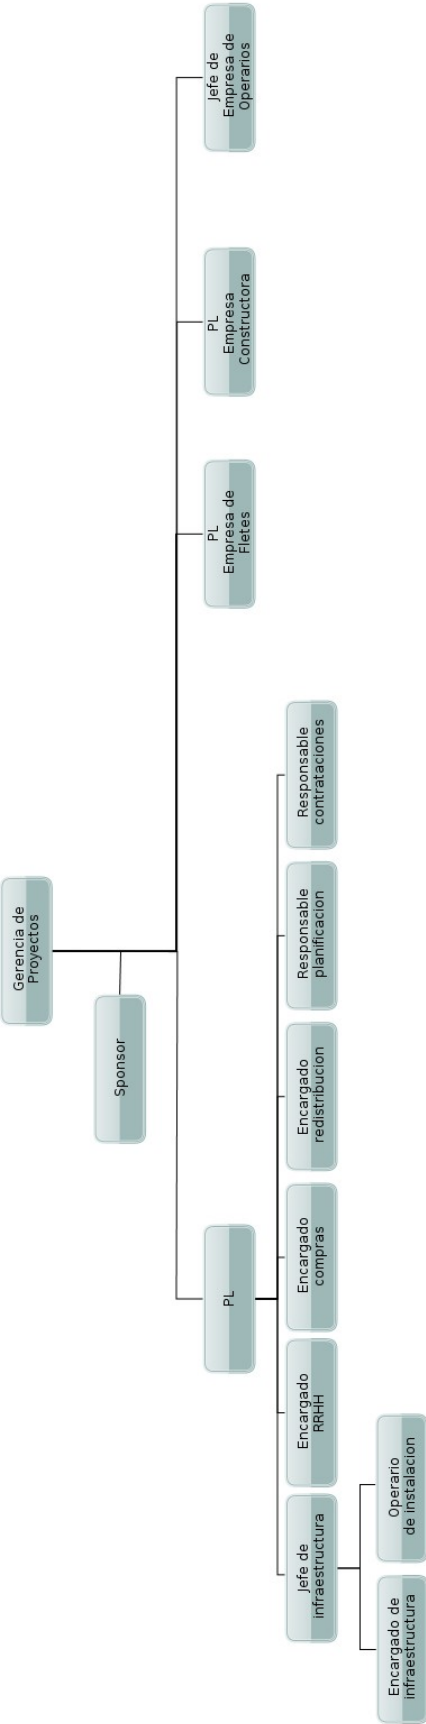 Gerencia de
Proyectos
Sponsor
PL
PL
Empresa de
Fletes
PL
Empresa
Constructora
Jefe de
Empresa de
Operarios
Jefe de
infraestructura
Encargado
RRHH
Encargado
compras
Encargado
redistribucion
Responsable
planificacion
Responsable
contrataciones
Encargado de
infraestructura
Operario
de instalacion